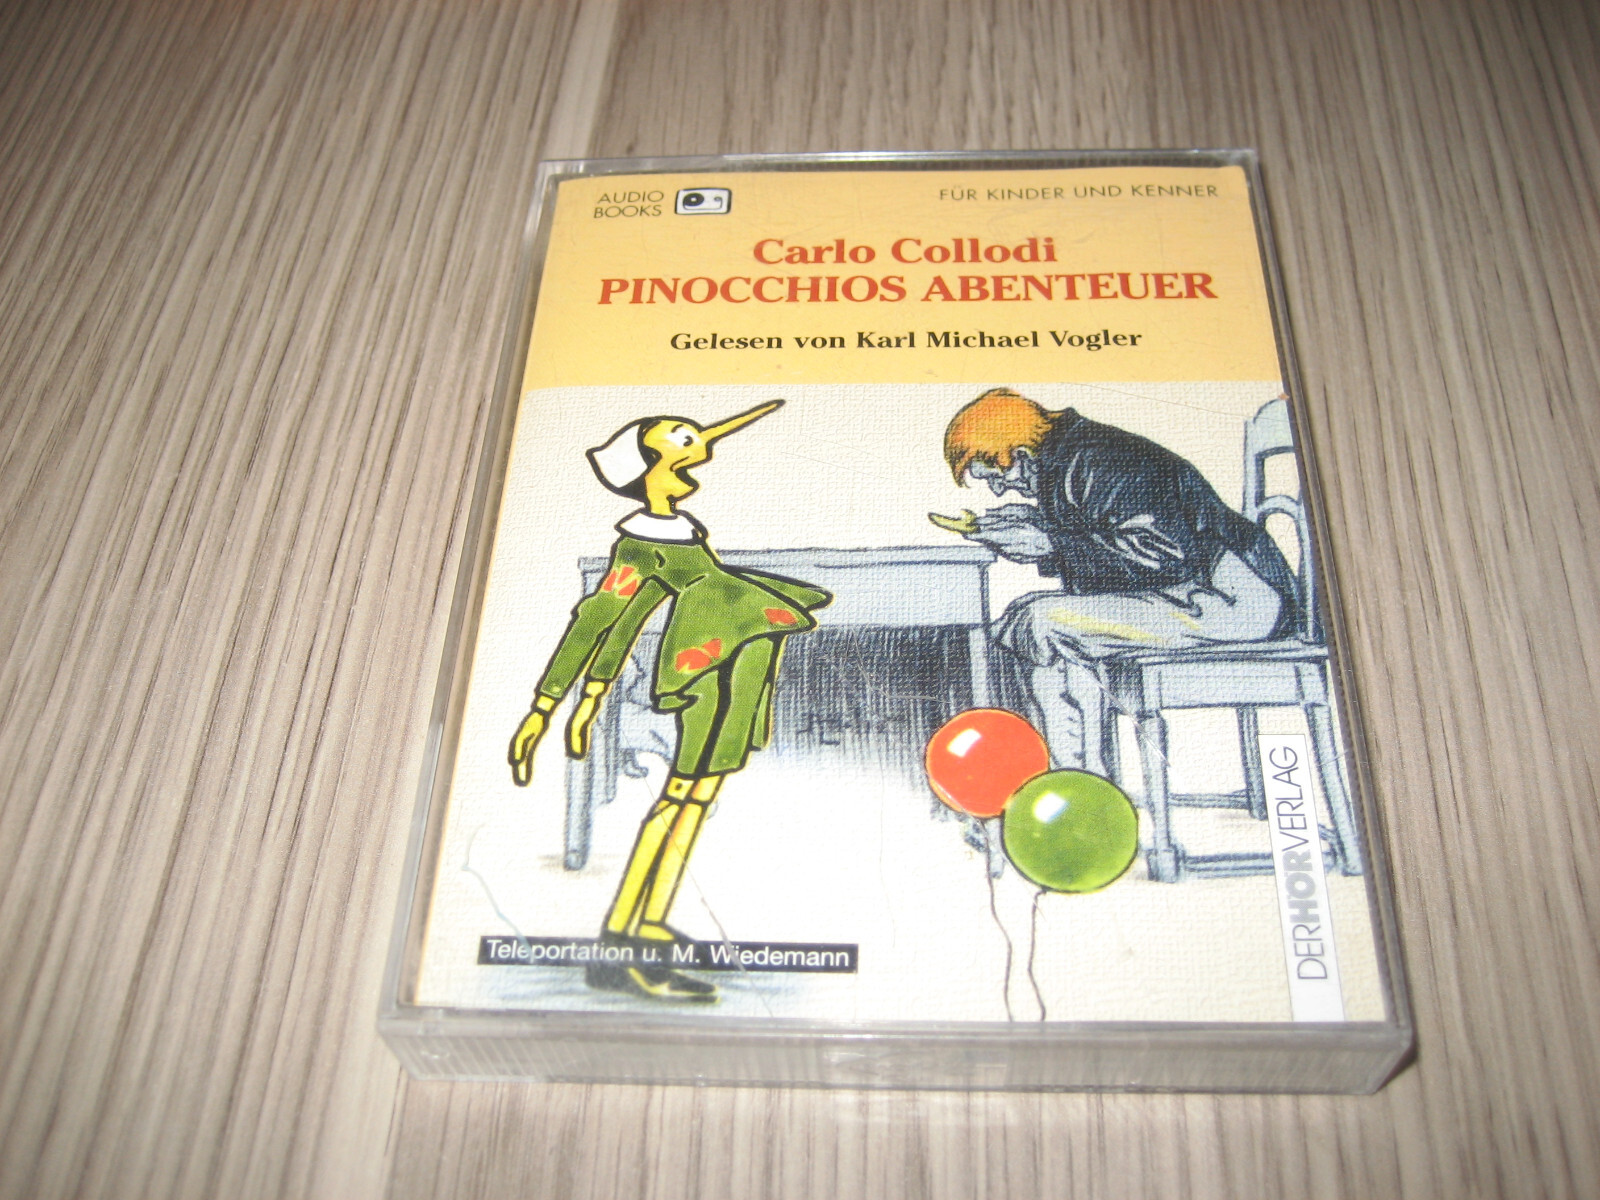 AUDIO
BOOKS
FÜR KINDER UND KENNER
Carlo Collodi
PINOCCHIOS ABENTEUER
Gelesen von Karl Michael Vogler
DERHÖRVERLAG
Teleportation u. M. Wiedemann